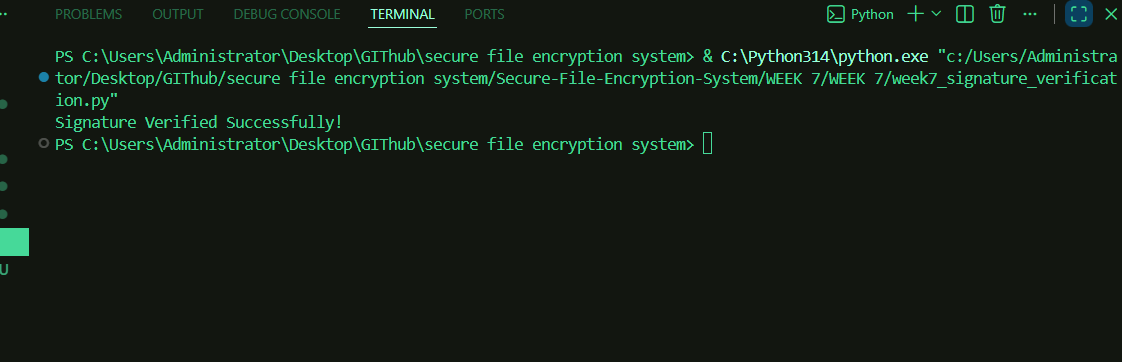 PROBLEMS OUTPUT DEBUG CONSOLE TERMINAL PORTS Python
PS C:\Users\Administrator\Desktop\GIThub\secure file encryption system> & C:\Python314\python.exe "c:/Users/Administra
tor/Desktop/GIThub/secure file encryption system/Secure-File-Encryption-System/WEEK 7/WEEK 7/week7_signature_verificat
ion.py"
Signature Verified Successfully!
PS C:\Users\Administrator\Desktop\GIThub\secure file encryption system>
U